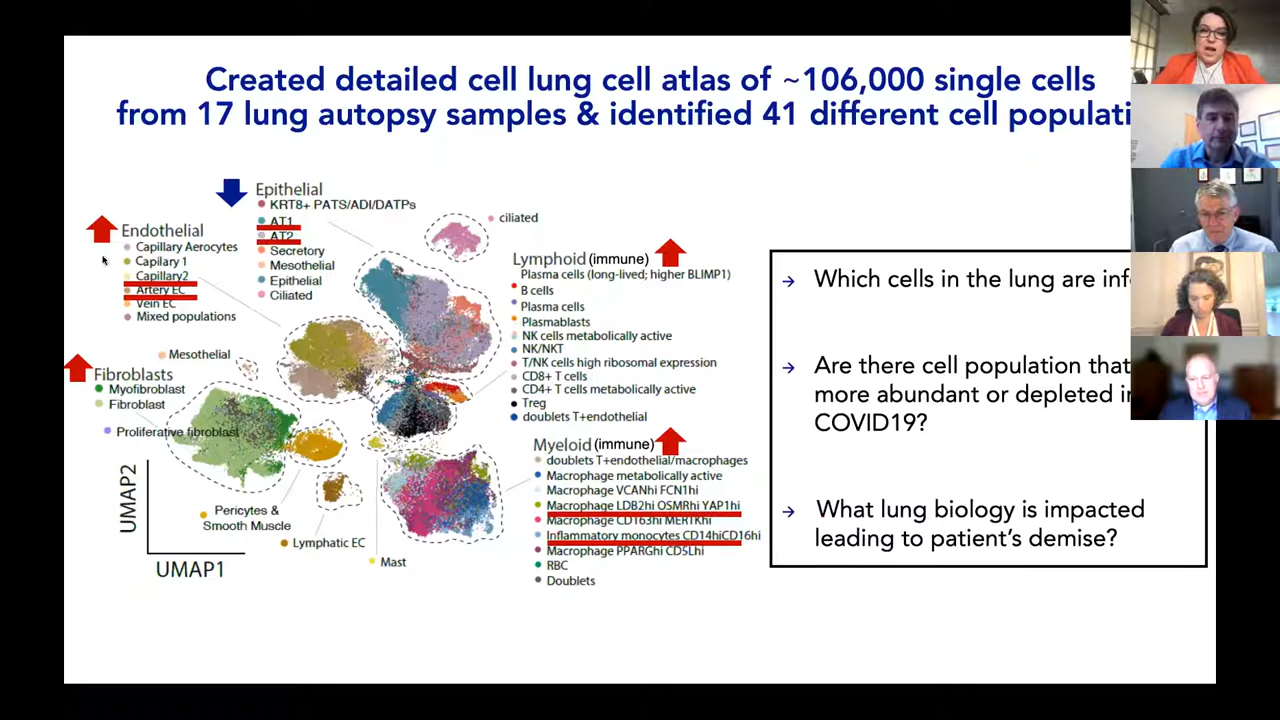 Created detailed cell lung cell atlas of ~106,000 single cells
from 17 lung autopsy samples & identified 41 different cell populati
Epithelial
KRT8+ PATS/ADI/DATPs
AT1
AT2
Secretory
Mesothelial
Epithelial
Ciliated
ciliated
Endothelial
Capillary Aerocytes
Capilary 1
Capillary2
Artery EC
Vein EC
Mixed populations
Mesothelial
Fibroblasts
Myofibroblast
Fibroblast
Proliferative fibroblast
Lymphoid (immune)
Plasma cells (long-lived; higher BLIMP1)
B cells
Plasma cells
Plasmablasts
NK cells metabolically active
NK/NKT
T/NK cells high ribosomal expression
CD8+ T cells
CD4+ T cells metabolically active
Treg
doublets T+endothelial
Myeloid (immune)
doublets T+endothelial/macrophages
Macrophage metabolically active
Macrophage VCANhi FCN1hi
Macrophage LDB2hi OSMRhi YAP1hi
Macrophage CD163hi MERTKhi
Inflammatory monocytes CD14hiCD16hi
Macrophage PPARGhi CD5Lhi
RBC
Doublets
Pericytes &
Smooth Muscle
Lymphatic EC
Mast
UMAP2
UMAP1
→ Which cells in the lung are inf
→ Are there cell population that
more abundant or depleted in
COVID19?
→ What lung biology is impacted
leading to patient's demise?